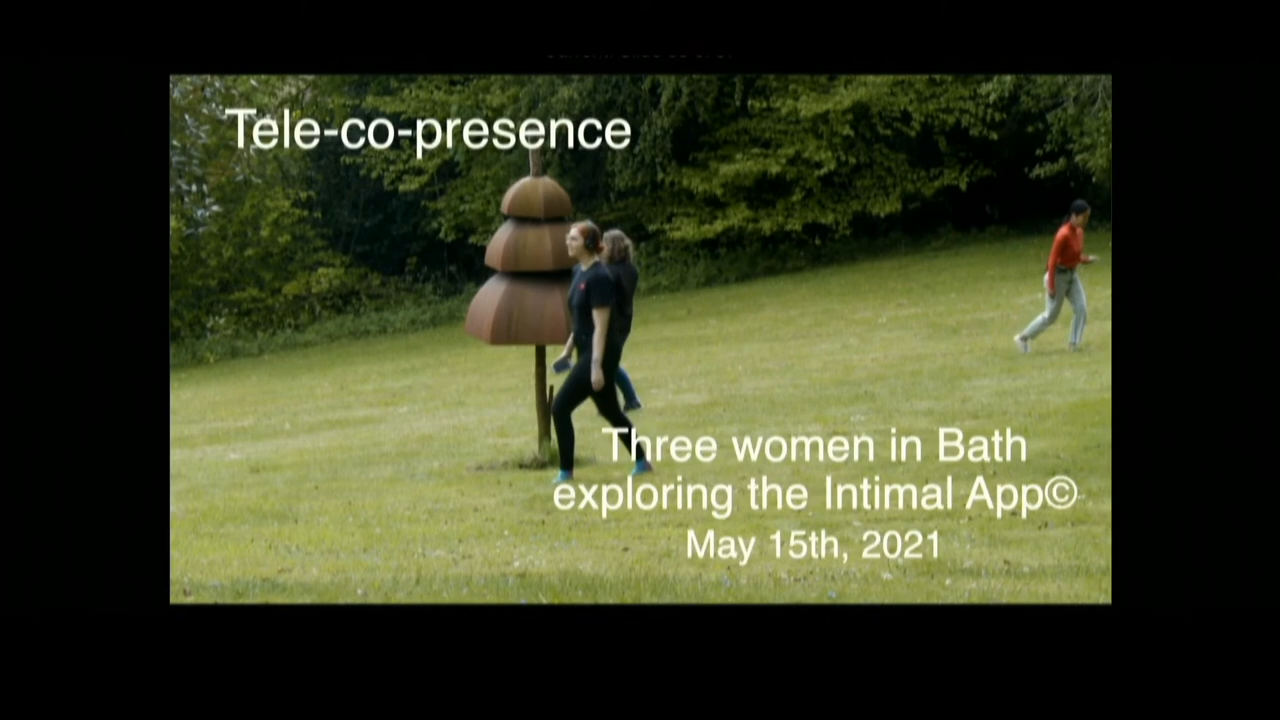 Tele-co-presence
Three women in Bath
exploring the Intimal App©
May 15th, 2021